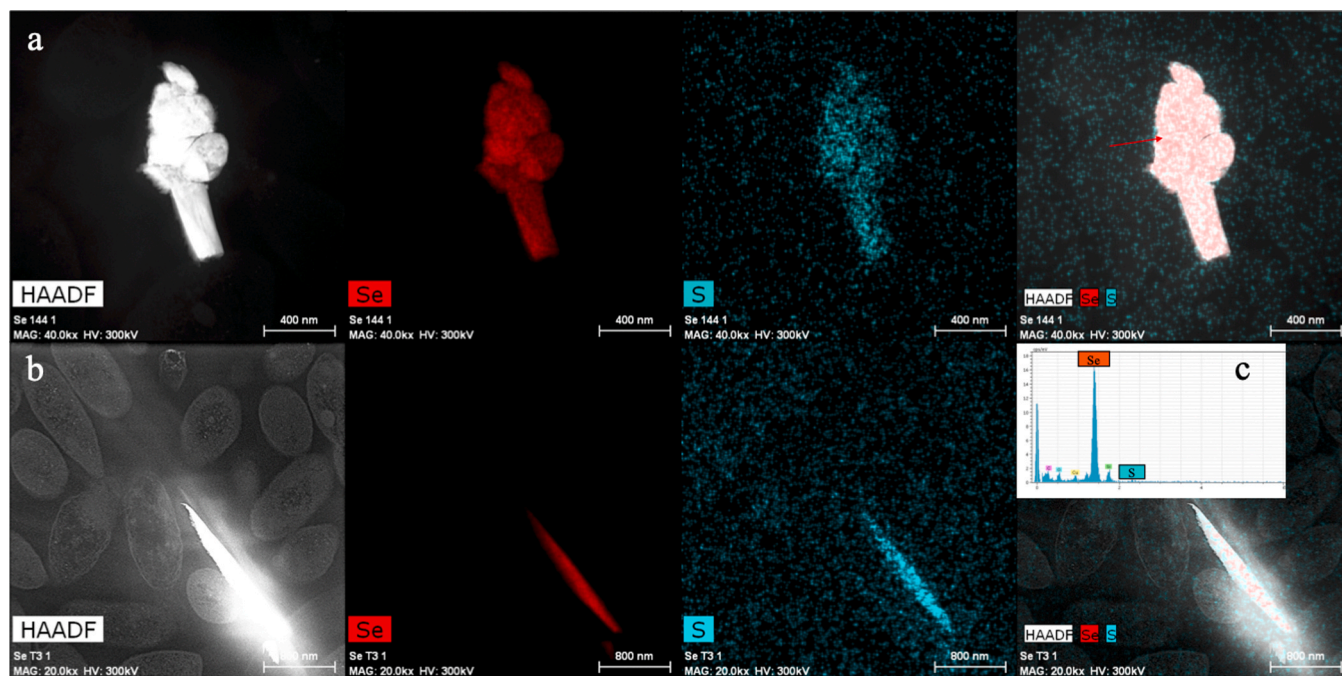 a
HAADF
Se 144 1
MAG: 40.0kx HV: 300kV
400 nm
Se
Se 144 1
MAG: 40.0kx HV: 300kV
400 nm
S
Se 144 1
MAG: 40.0kx HV: 300kV
400 nm
HAADF Se S
Se 144 1
MAG: 40.0kx HV: 300kV
400 nm
b
HAADF
Se T3 1
MAG: 20.0kx HV: 300kV
Se
Se T3 1
MAG: 20.0kx HV: 300kV
800 nm
S
Se T3 1
MAG: 20.0kx HV: 300kV
800 nm
c
Se
S
HAADF Se S
Se T3 1
MAG: 20.0kx HV: 300kV
800 nm